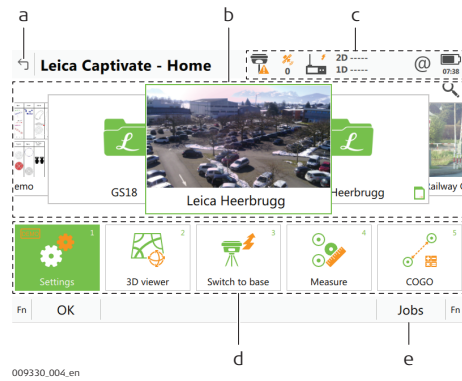 a b c
Leica Captivate - Home
0
2D -----
1D -----
@
07:38
emo
GS18
Leica Heerbrugg
Heerbrugg
ailway
1 2 3 4 5
Settings 3D viewer Switch to base Measure COGO
Fn OK Jobs Fn
d e
009330_004_en